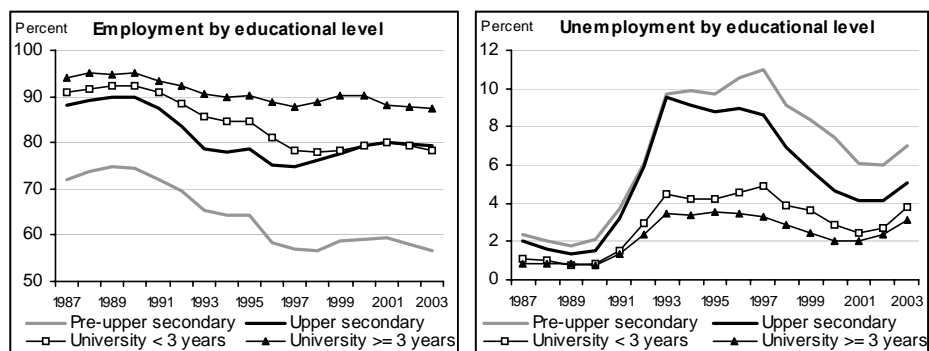 Percent Employment by educational level
100
90
80
70
60
50
1987 1989 1991 1993 1995 1997 1999 2001 2003
Pre-upper secondary Upper secondary
University < 3 years University >= 3 years
Percent Unemployment by educational level
12
10
8
6
4
2
0
1987 1989 1991 1993 1995 1997 1999 2001 2003
Pre-upper secondary Upper secondary
University < 3 years University >= 3 years